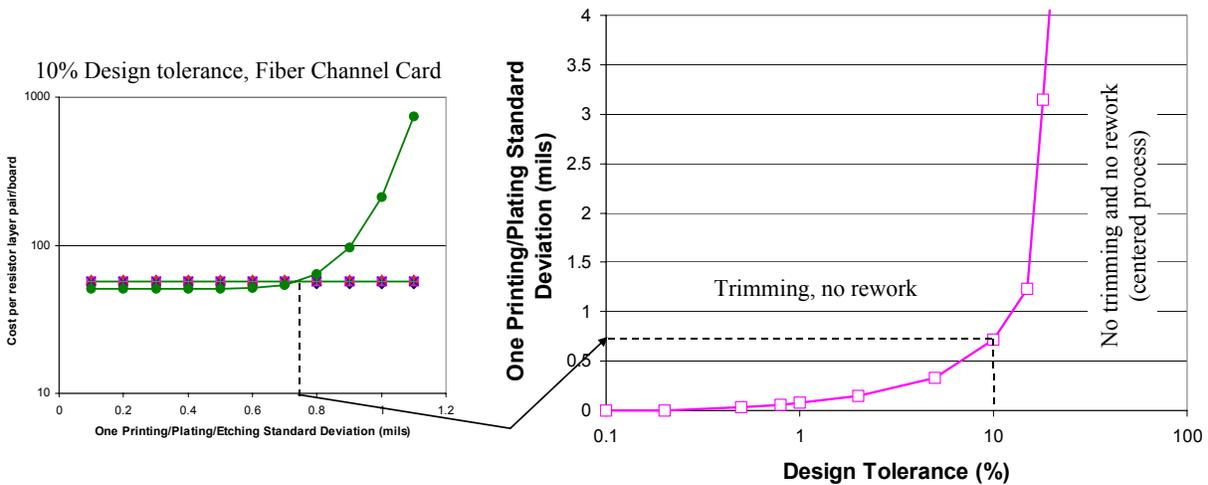 10% Design tolerance, Fiber Channel Card
Cost per resistor layer pair/board
1000
100
10
0
0.2
0.4
0.6
0.8
1
1.2
One Printing/Plating/Etching Standard Deviation (mils)
One Printing/Plating Standard
Deviation (mils)
4
3.5
3
2.5
2
1.5
1
0.5
0
Trimming, no rework
No trimming and no rework
(centered process)
0.1
1
10
100
Design Tolerance (%)